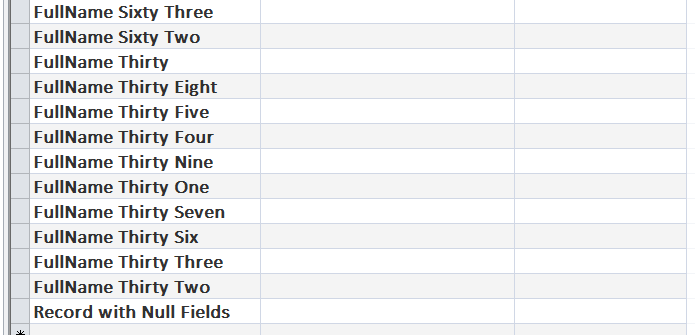 FullName Sixty Three
FullName Sixty Two
FullName Thirty
FullName Thirty Eight
FullName Thirty Five
FullName Thirty Four
FullName Thirty Nine
FullName Thirty One
FullName Thirty Seven
FullName Thirty Six
FullName Thirty Three
FullName Thirty Two
Record with Null Fields
*